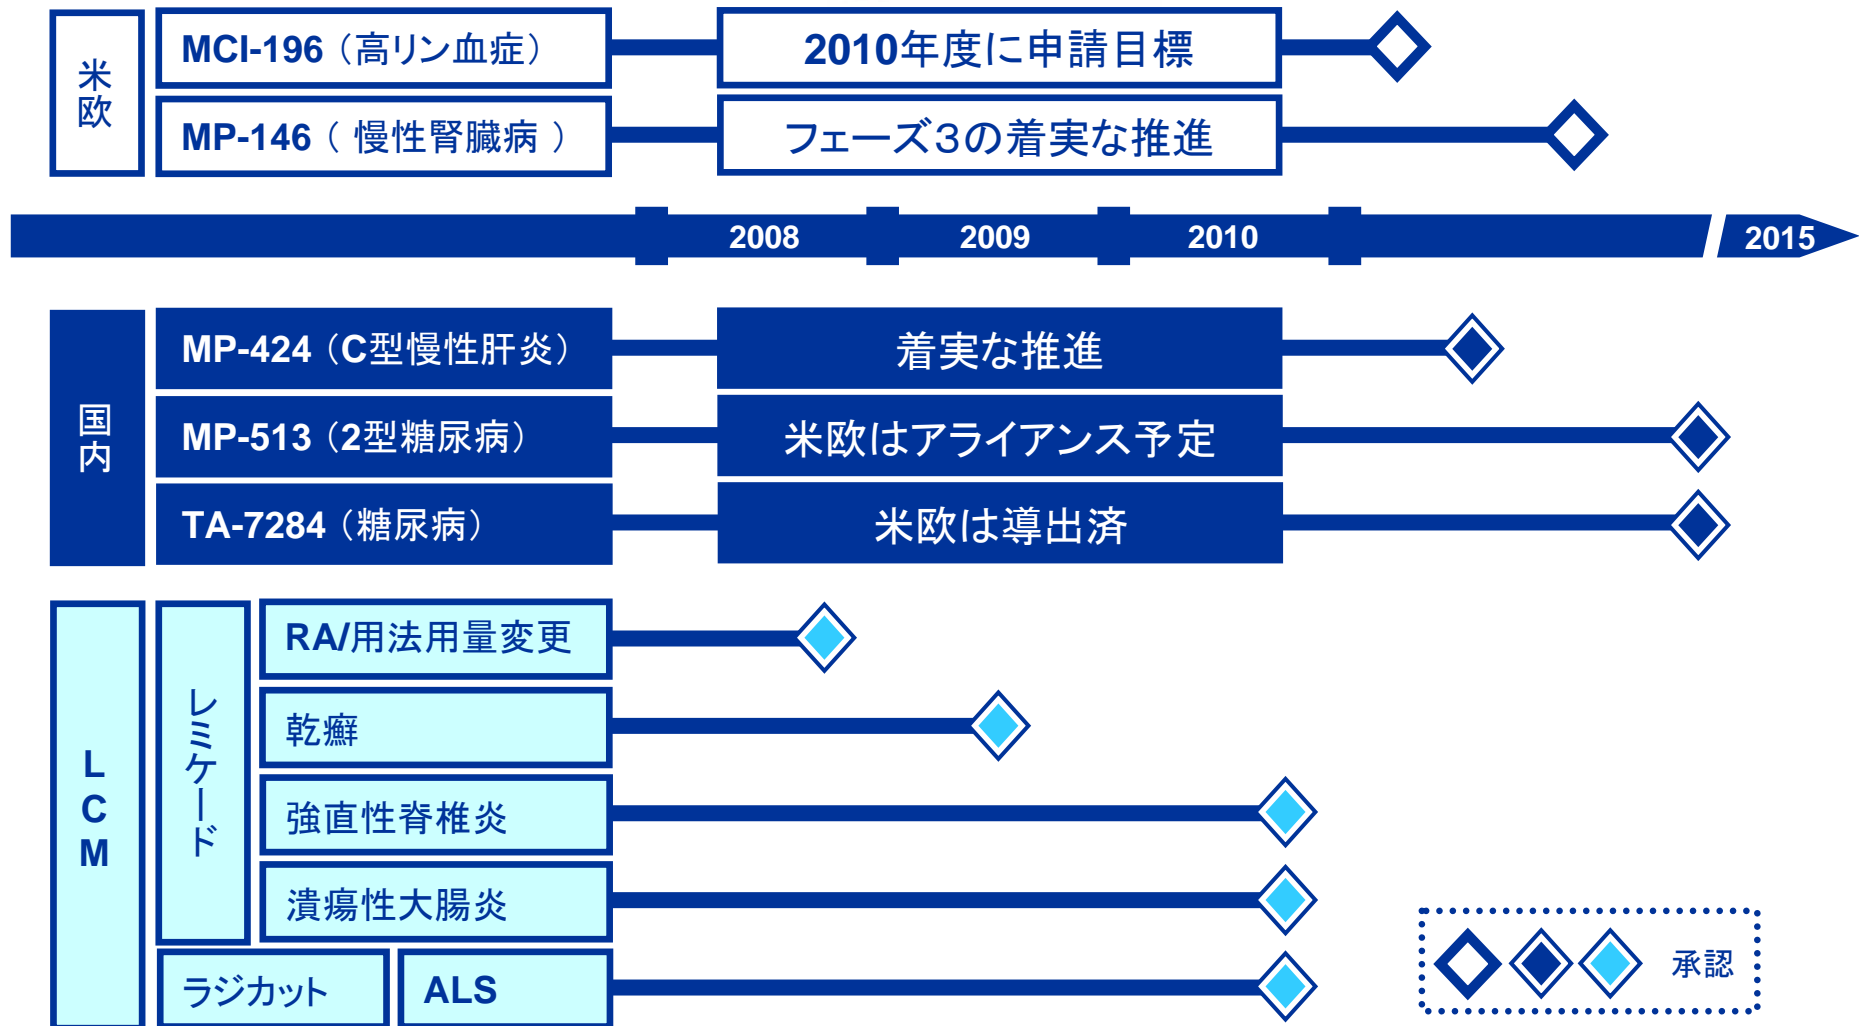 米欧
MCI-196（高リン血症）
2010年度に申請目標
MP-146（ 慢性腎臓病 ）
フェーズ３の着実な推進
2008
2009
2010
2015
国内
MP-424（C型慢性肝炎）
着実な推進
MP-513（2型糖尿病）
米欧はアライアンス予定
TA-7284（糖尿病）
米欧は導出済
LCM
レミケード
RA/用法用量変更
乾癬
強直性脊椎炎
潰瘍性大腸炎
ラジカット
ALS
承認